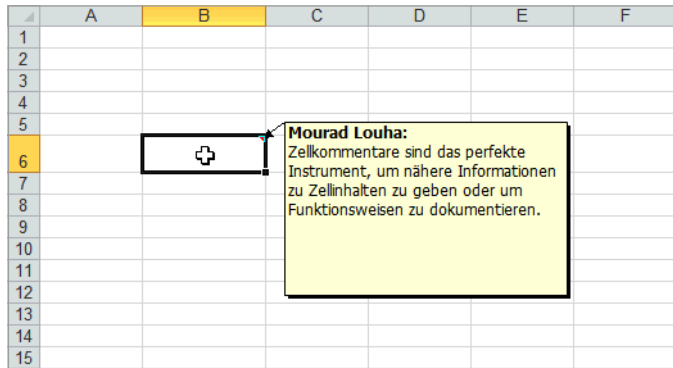 A B C D E F
1
2
3
4
5
Mourad Louha:
6 Zellkommentare sind das perfekte
Instrument, um nähere Informationen
7 zu Zellinhalten zu geben oder um
8 Funktionsweisen zu dokumentieren.
9
10
11
12
13
14
15